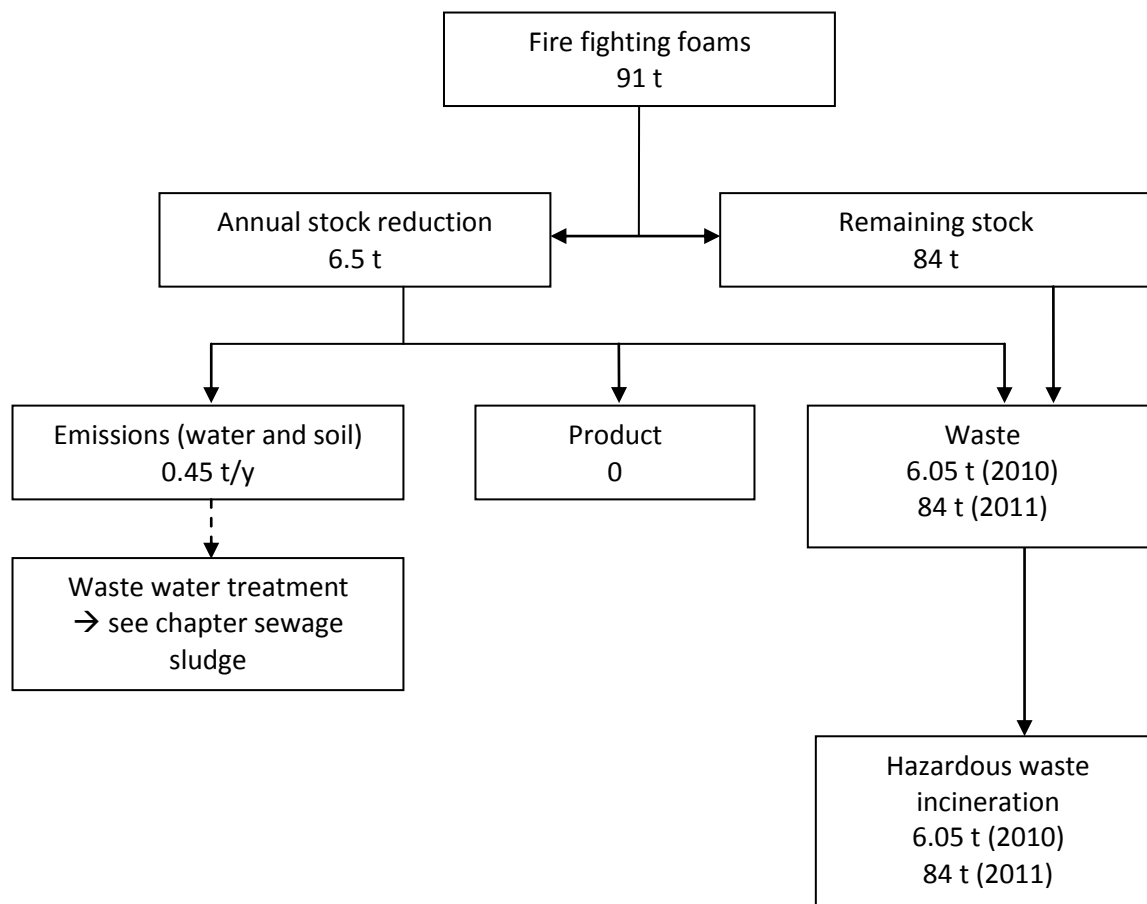 Fire fighting foams
91 t
Annual stock reduction
6.5 t
Remaining stock
84 t
Emissions (water and soil)
0.45 t/y
Product
0
Waste
6.05 t (2010)
84 t (2011)
Waste water treatment
→ see chapter sewage
sludge
Hazardous waste
incineration
6.05 t (2010)
84 t (2011)